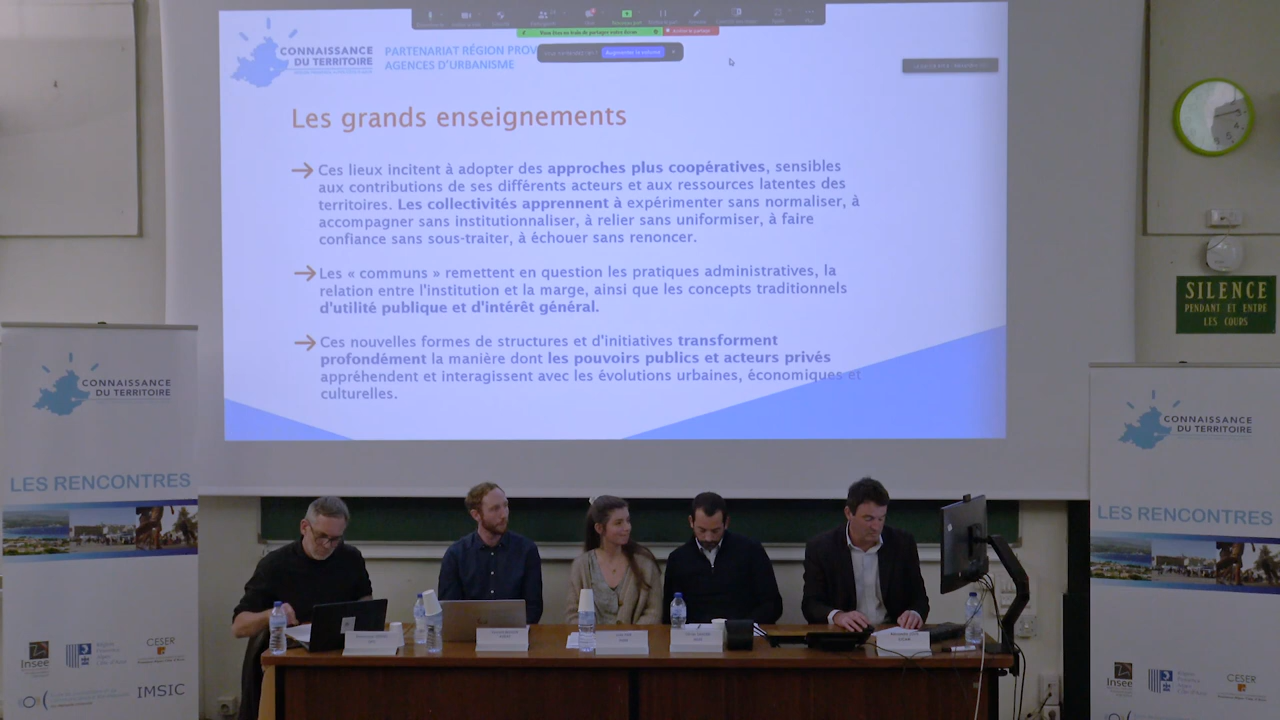 CONNAISSANCE
DU TERRITOIRE
PARTENARIAT RÉGION PROV
AGENCES D'URBANISME
Augmenter le volume
Les grands enseignements
→ Ces lieux incitent à adopter des approches plus coopératives, sensibles
aux contributions de ses différents acteurs et aux ressources latentes des
territoires. Les collectivités apprennent à expérimenter sans normaliser, à
accompagner sans institutionnaliser, à relier sans uniformiser, à faire
confiance sans sous-traiter, à échouer sans renoncer.
→ Les « communs » remettent en question les pratiques administratives, la
relation entre l'institution et la marge, ainsi que les concepts traditionnels
d'utilité publique et d'intérêt général.
→ Ces nouvelles formes de structures et d'initiatives transforment
profondément la manière dont les pouvoirs publics et acteurs privés
appréhendent et interagissent avec les évolutions urbaines, économiques et
culturelles.
SILENCE
PENDANT ET ENTRE
LES COURS
CONNAISSANCE
DU TERRITOIRE
LES RENCONTRES
Insee
CESER
IMSIC
CONNAISSANCE
DU TERRITOIRE
LES RENCONTRES
Insee
CESER